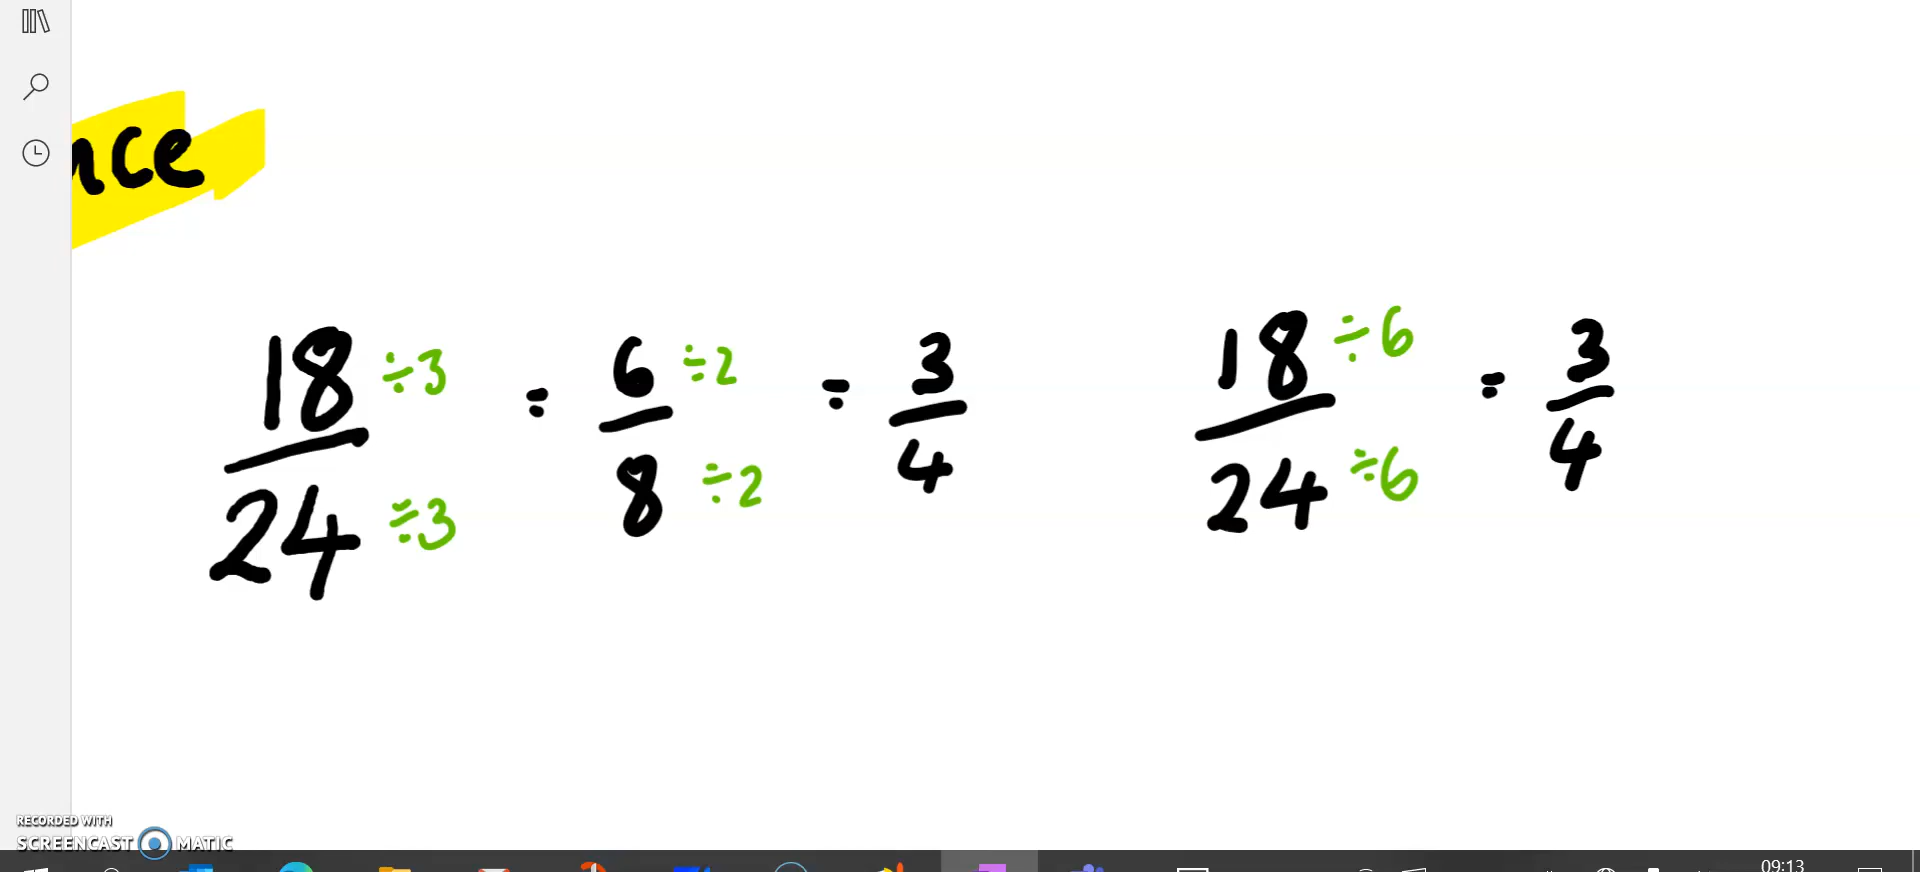 nce
18 ÷3 = 6 ÷2 = 3
24 ÷3 8 ÷2 4
18 ÷6 = 3
24 ÷6 4
RECORDED WITH
SCREENCAST MATIC
09:13